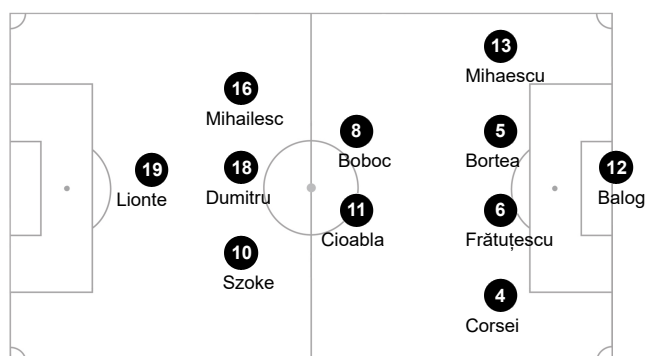 13
Mihaescu
16
Mihailesc
8
Boboc
5
Bortea
19
Lionte
18
Dumitru
12
Balog
11
Cioabla
6
Frătuțescu
10
Szoke
4
Corsei